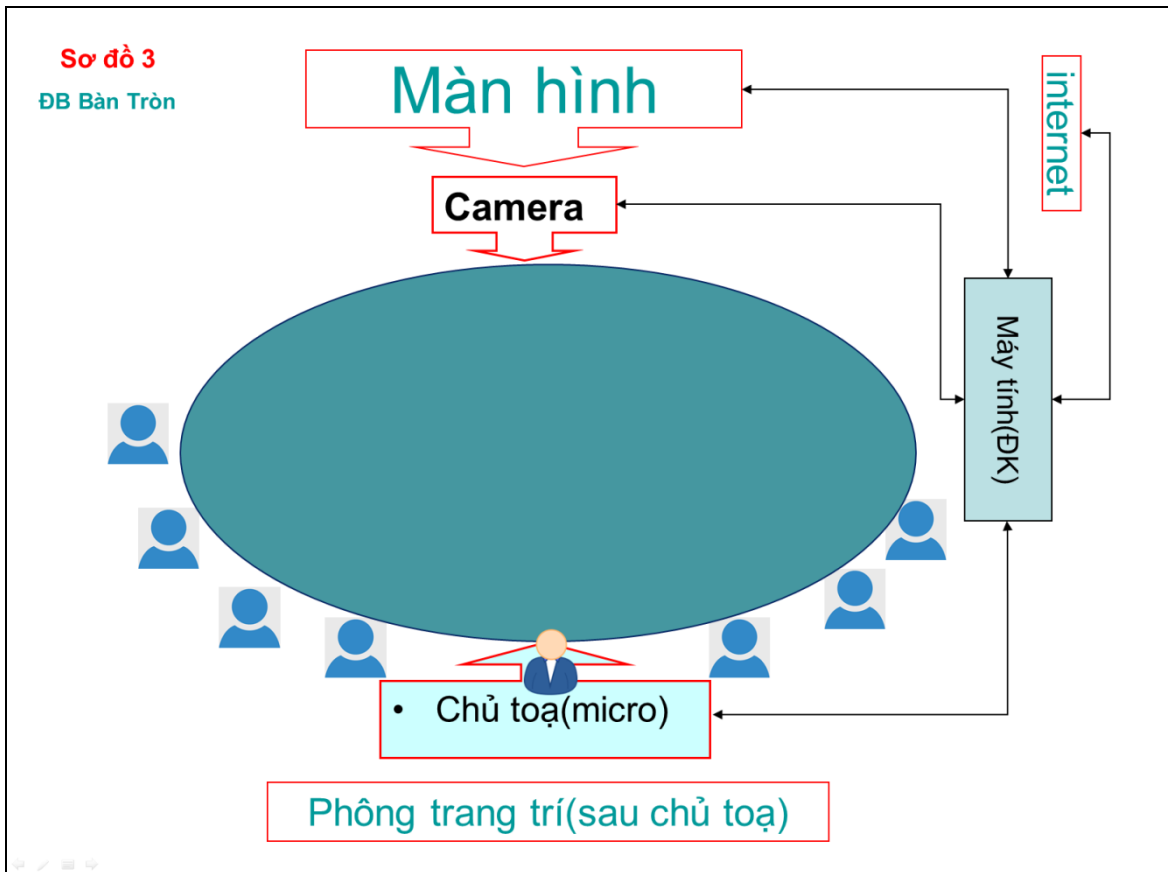 Sơ đồ 3
ĐB Bàn Tròn
Màn hình
internet
Camera
Máy tính(ĐK)
• Chủ toạ(micro)
Phông trang trí(sau chủ toạ)